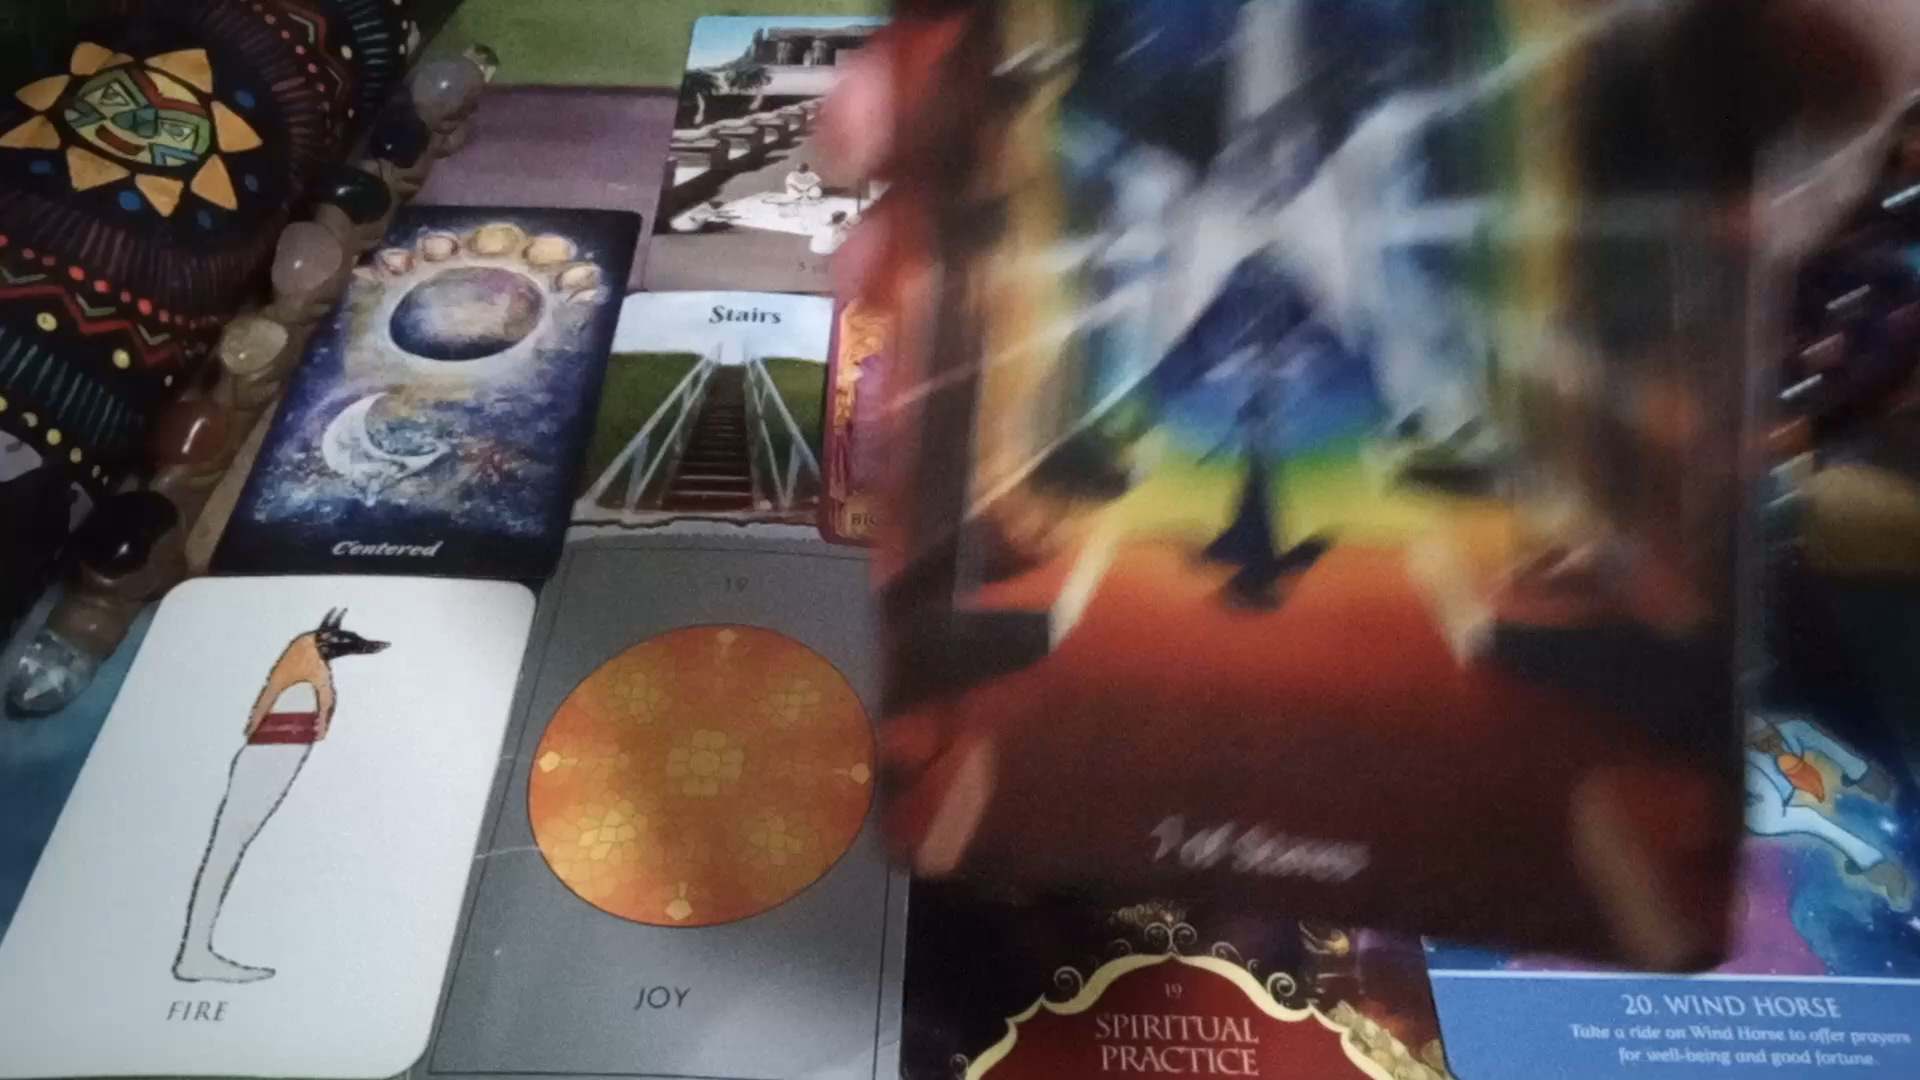 Stairs
Centered
19
FIRE
JOY
19
SPIRITUAL
PRACTICE
20. WIND HORSE
Take a ride on Wind Horse to offer prayers
for well-being and good fortune.